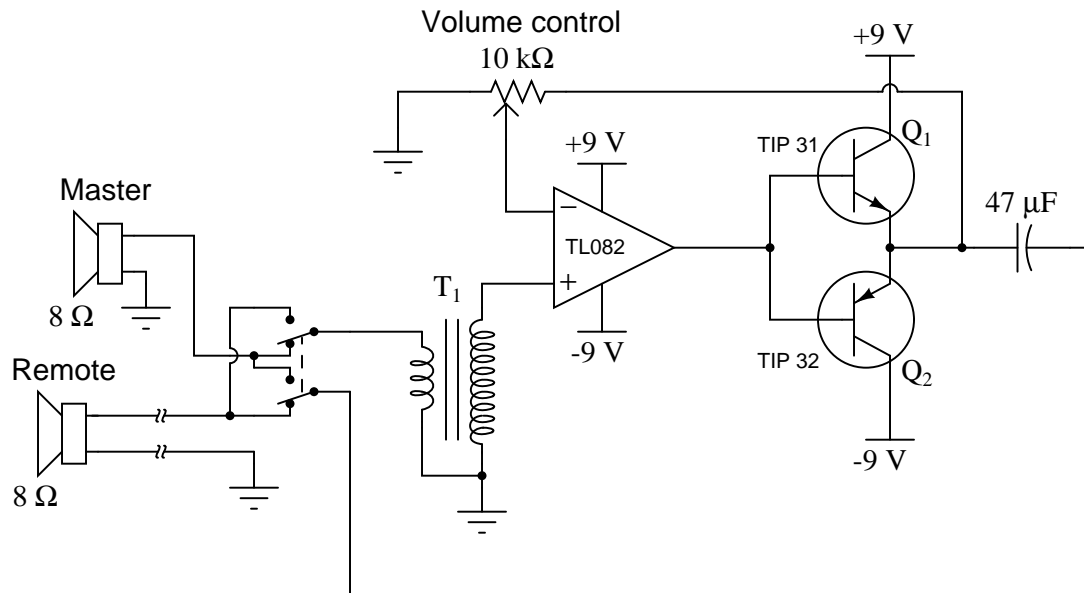 Volume control
10 kΩ
+9 V
TIP 31
Q1
+9 V
Master
47 μF
TL082
−
+
8 Ω
T1
-9 V
TIP 32
Q2
Remote
8 Ω
-9 V